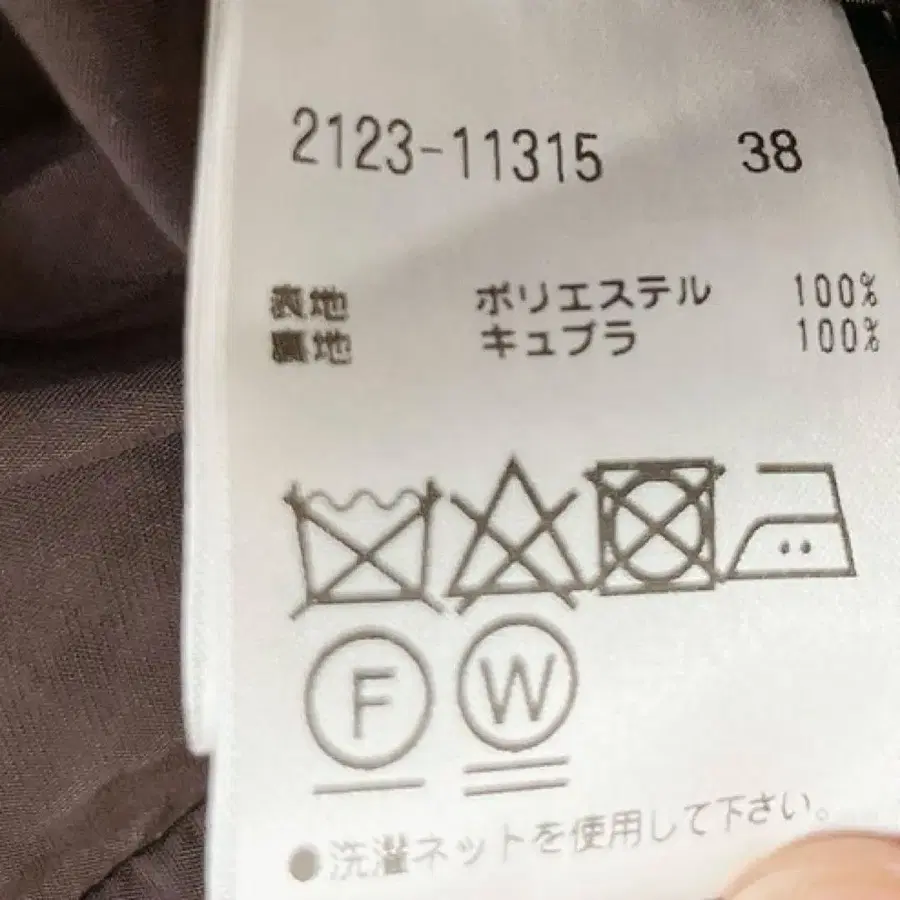 2123-11315 38
表地 ポリエステル 100%
裏地 キュプラ 100%
F W
●洗濯ネットを使用して下さい。